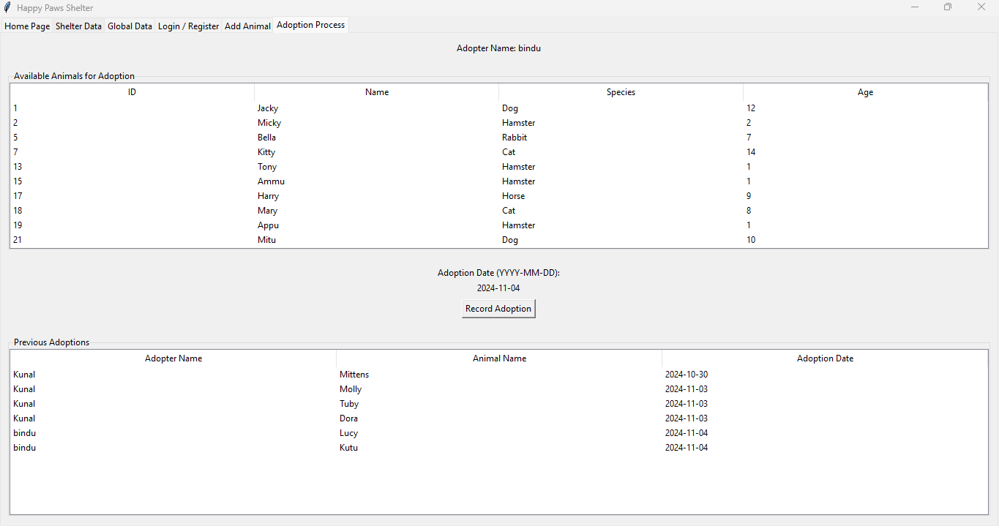 Happy Paws Shelter
Home Page Shelter Data Global Data Login / Register Add Animal Adoption Process
Adopter Name: bindu
Available Animals for Adoption
ID Name Species Age
1 Jacky Dog 12
2 Micky Hamster 2
5 Bella Rabbit 7
7 Kitty Cat 14
13 Tony Hamster 1
15 Ammu Hamster 1
17 Harry Horse 9
18 Mary Cat 8
19 Appu Hamster 1
21 Mitu Dog 10
Adoption Date (YYYY-MM-DD):
2024-11-04
Record Adoption
Previous Adoptions
Adopter Name Animal Name Adoption Date
Kunal Mittens 2024-10-30
Kunal Molly 2024-11-03
Kunal Tuby 2024-11-03
Kunal Dora 2024-11-03
bindu Lucy 2024-11-04
bindu Kutu 2024-11-04